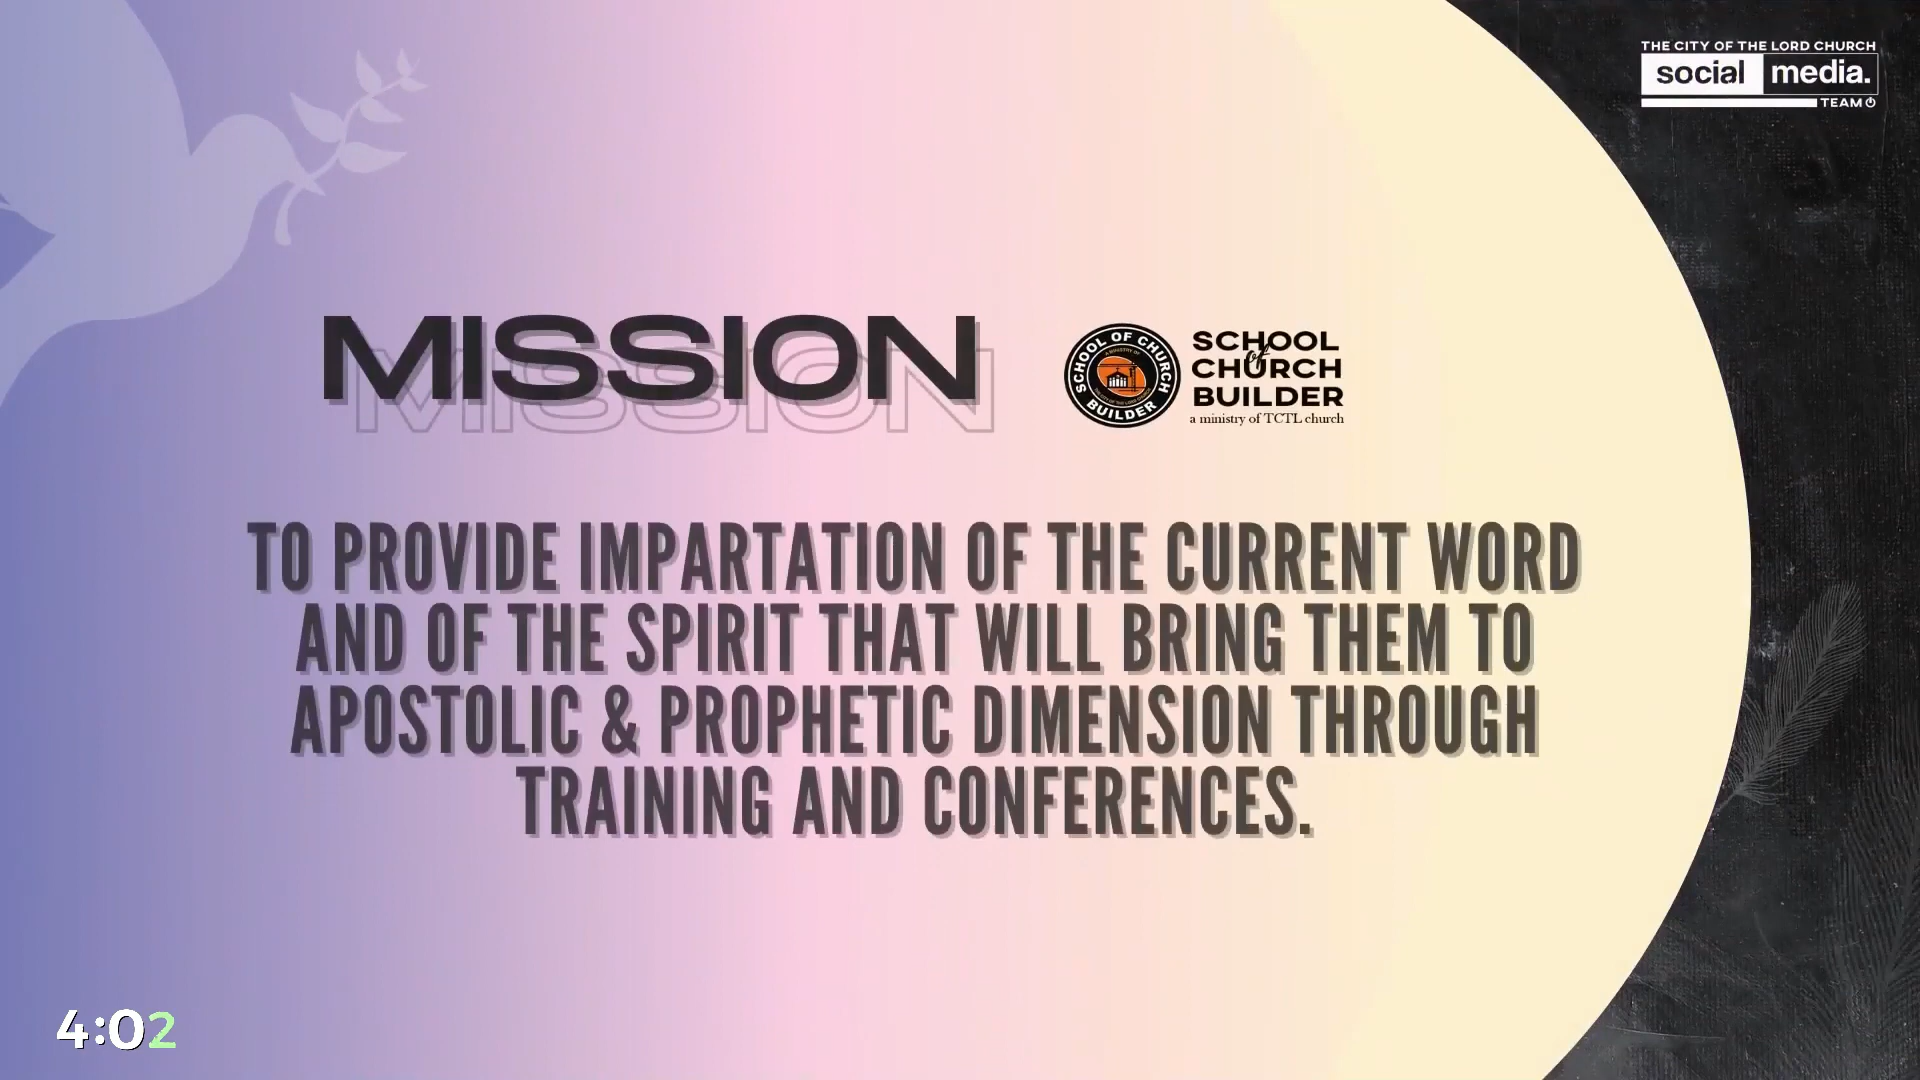 THE CITY OF THE LORD CHURCH
social media.
TEAM
MISSION
MISSION
SCHOOL OF CHURCH
BUILDER
SCHOOL
of
CHURCH
BUILDER
a ministry of TCTL church
TO PROVIDE IMPARTATION OF THE CURRENT WORD
AND OF THE SPIRIT THAT WILL BRING THEM TO
APOSTOLIC & PROPHETIC DIMENSION THROUGH
TRAINING AND CONFERENCES.
4:02